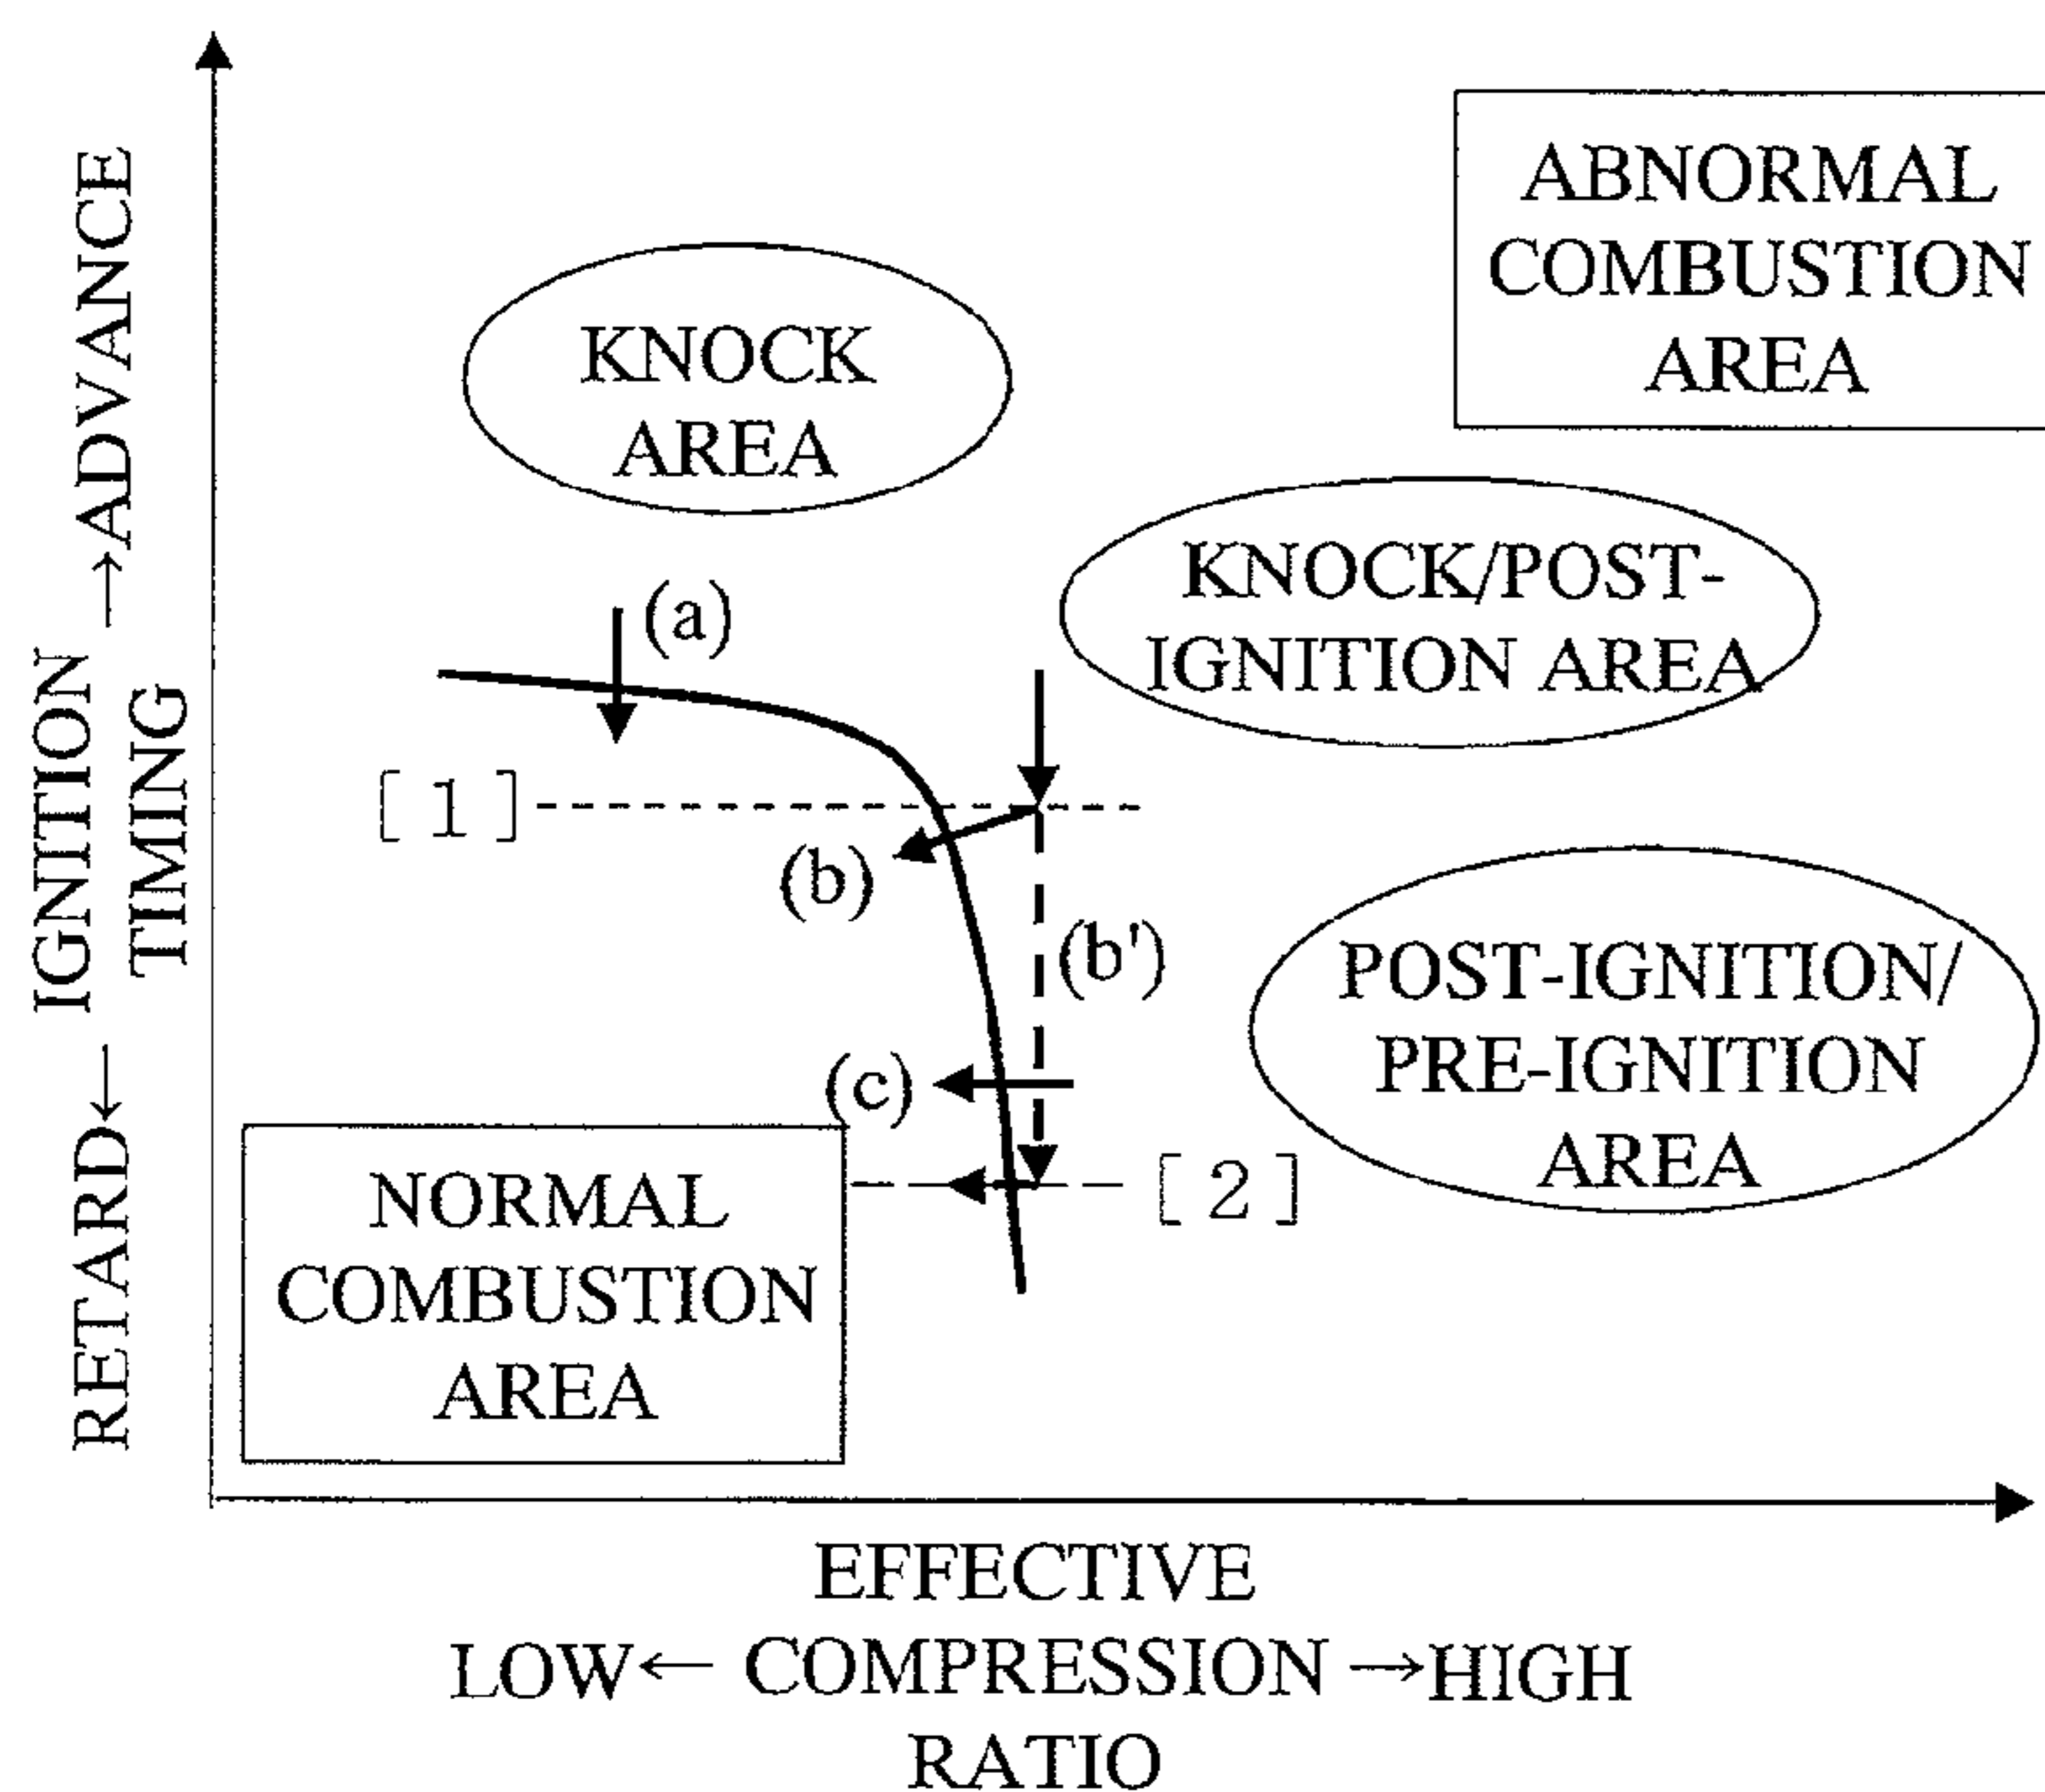 ABNORMAL
COMBUSTION
AREA
KNOCK
AREA
KNOCK/POST-
IGNITION AREA
(a)
[1]
(b)
(b')
POST-IGNITION/
PRE-IGNITION
AREA
(c)
[2]
NORMAL
COMBUSTION
AREA
RETARD← IGNITION →ADVANCE
TIMING
EFFECTIVE
LOW← COMPRESSION →HIGH
RATIO